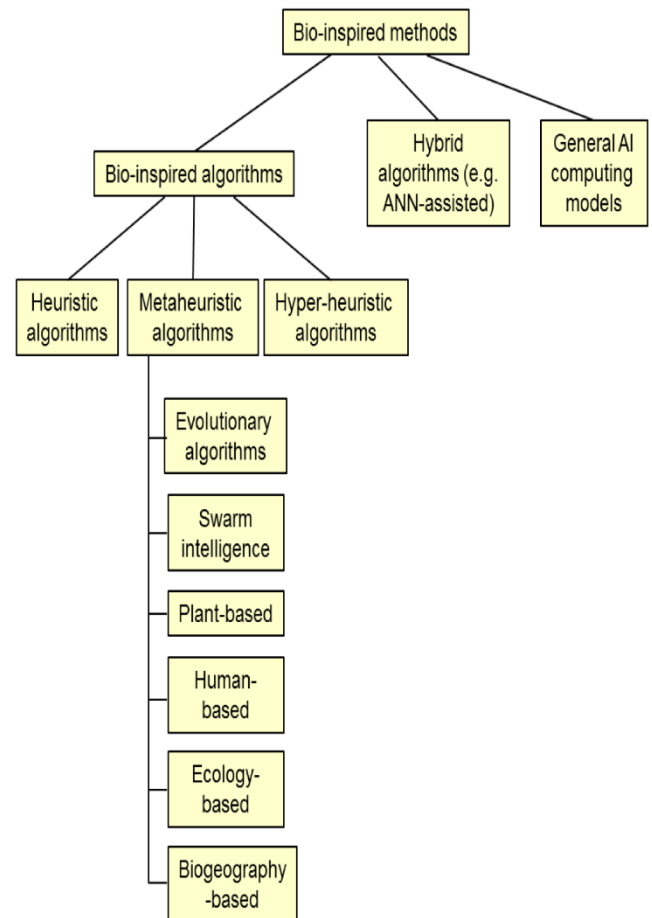 Bio-inspired methods
Bio-inspired algorithms
Hybrid
algorithms (e.g.
ANN-assisted)
General AI
computing
models
Heuristic
algorithms
Metaheuristic
algorithms
Hyper-heuristic
algorithms
Evolutionary
algorithms
Swarm
intelligence
Plant-based
Human-
based
Ecology-
based
Biogeography
-based